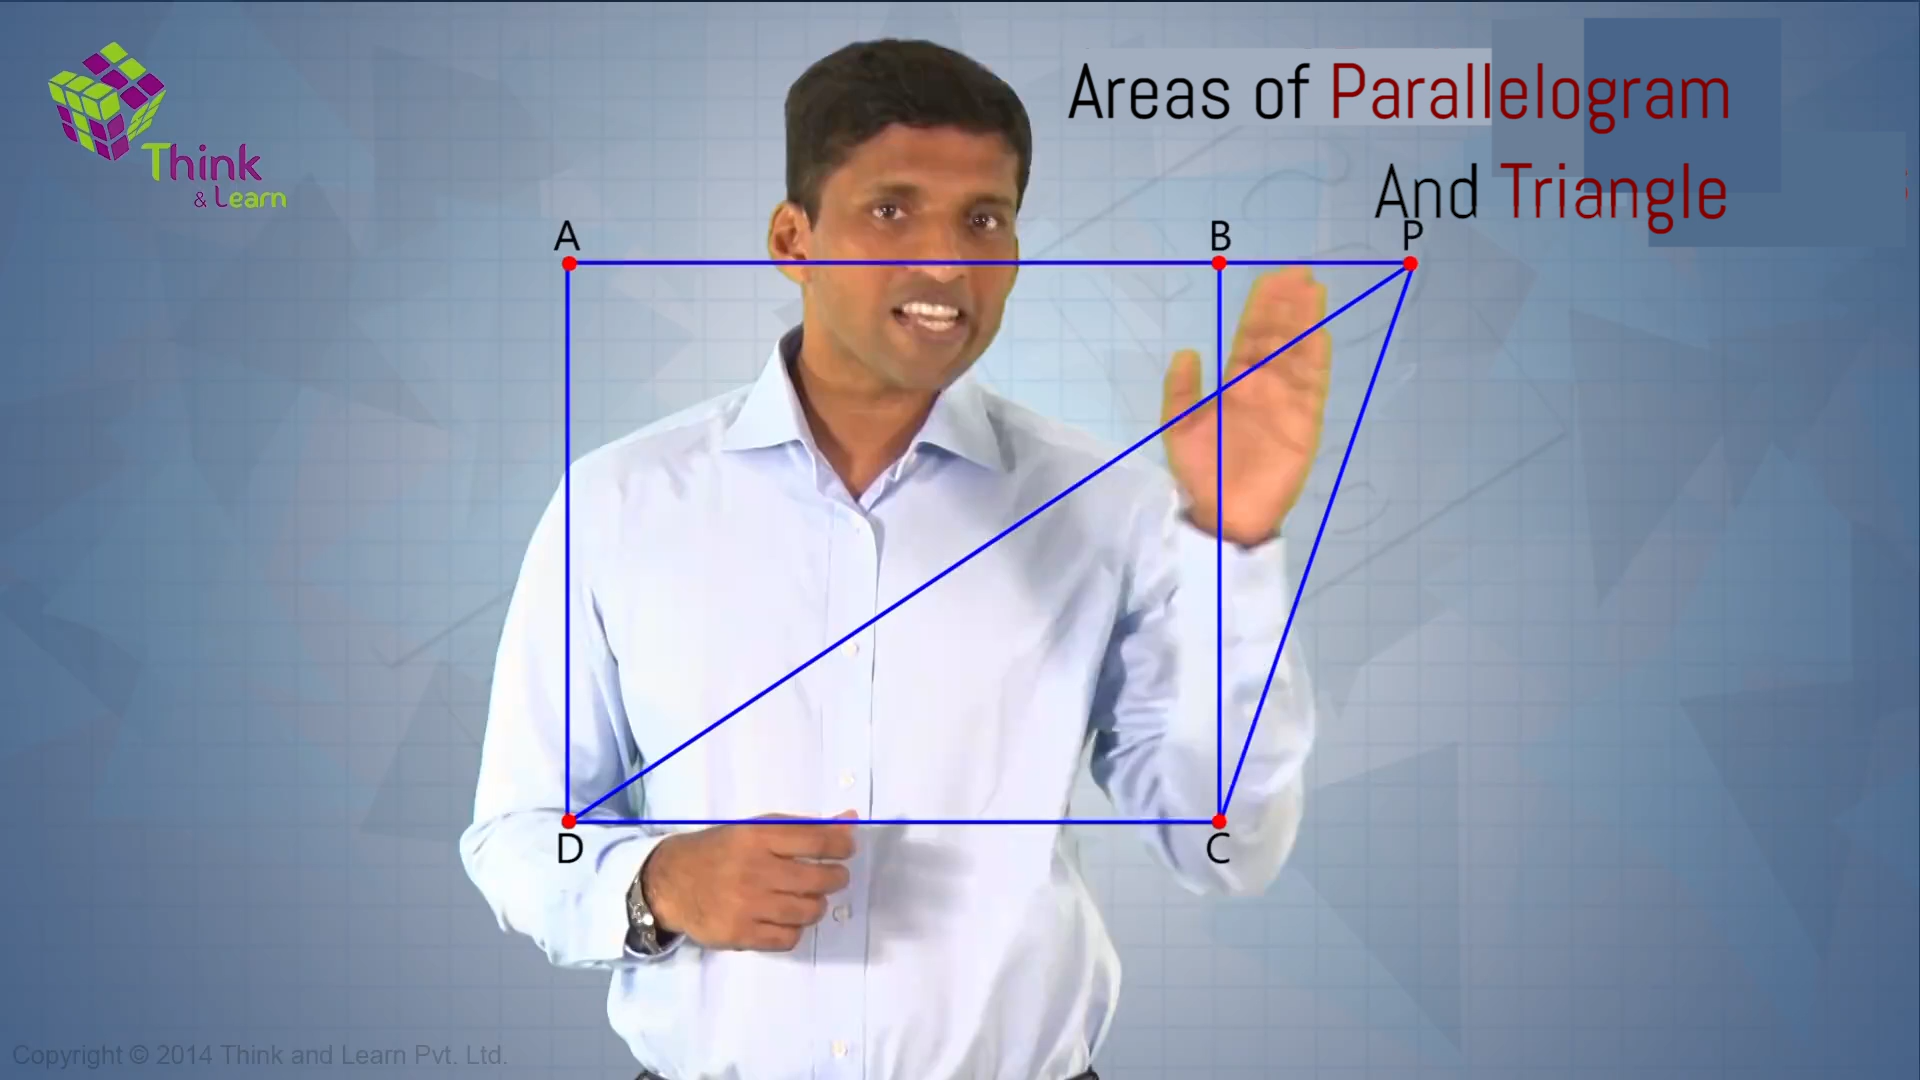 Think
& Learn
Areas of Parallelogram
And Triangle
A
B
P
D
C
Copyright © 2014 Think and Learn Pvt. Ltd.